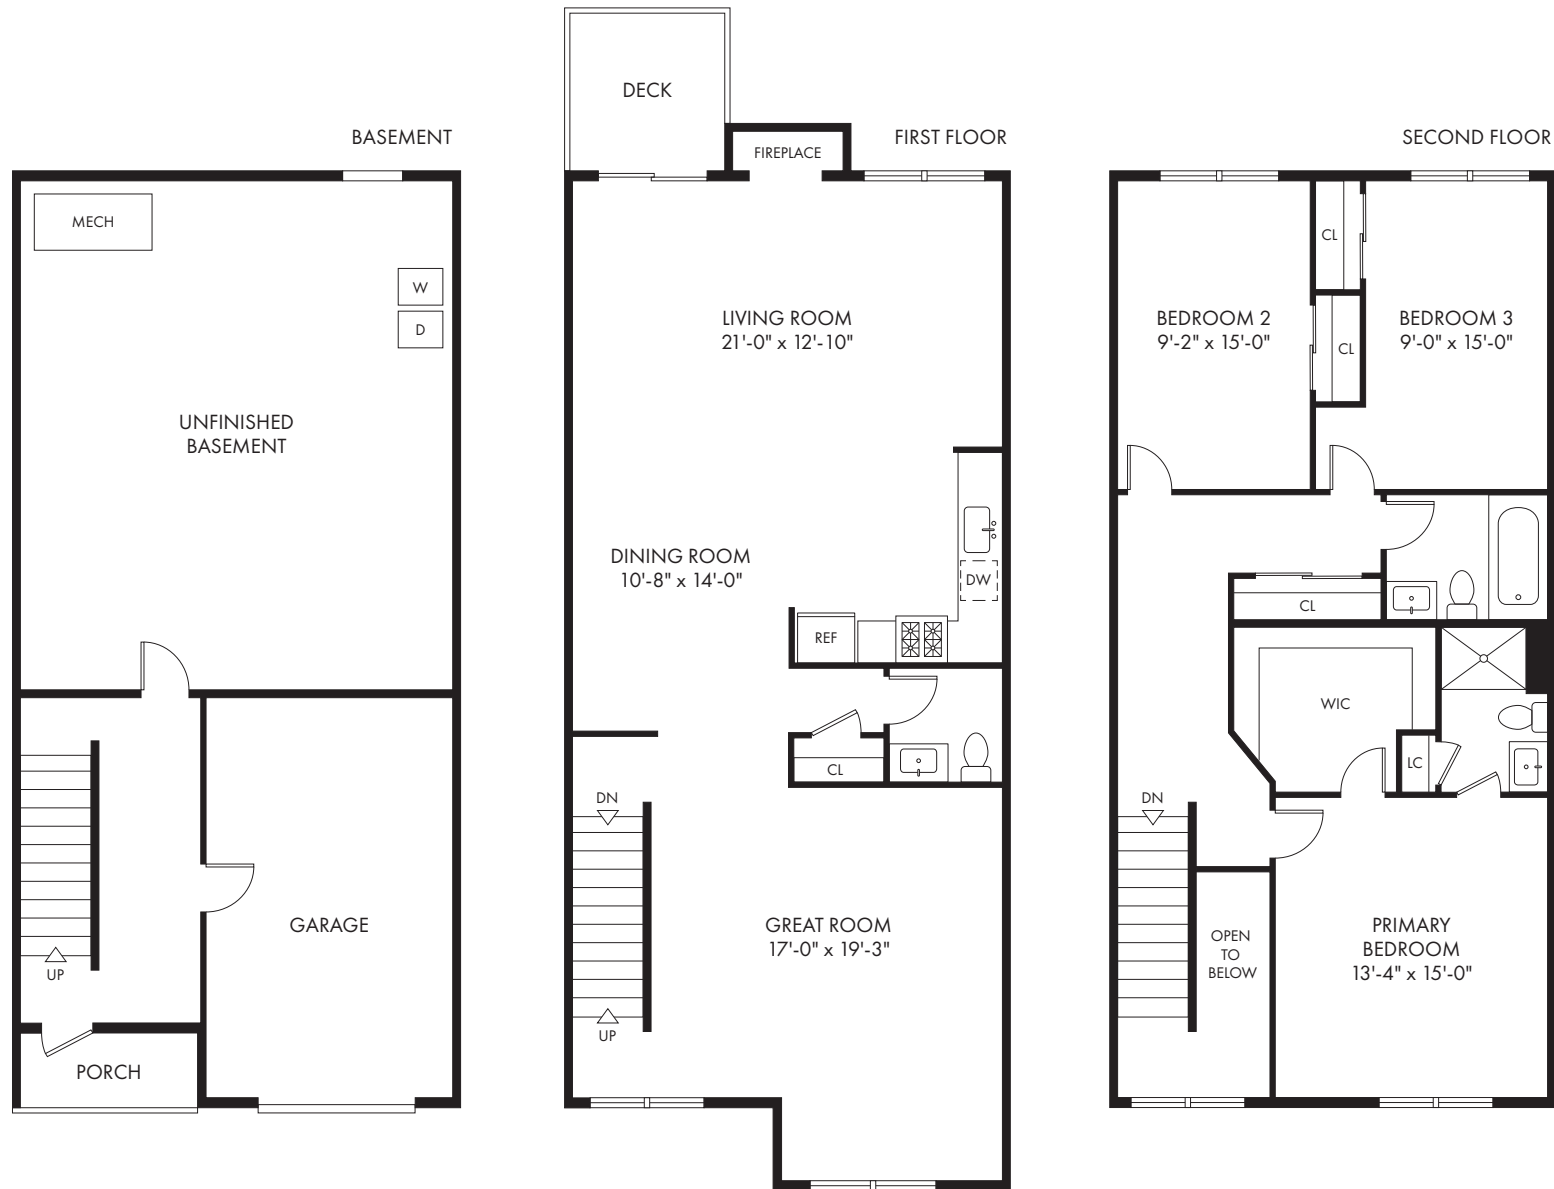 BASEMENT
MECH
W
D
UNFINISHED
BASEMENT
GARAGE
UP
PORCH
FIRST FLOOR
DECK
FIREPLACE
LIVING ROOM
21'-0" x 12'-10"
DINING ROOM
10'-8" x 14'-0"
DW
REF
CL
DN
GREAT ROOM
17'-0" x 19'-3"
UP
SECOND FLOOR
CL
BEDROOM 2
9'-2" x 15'-0"
CL
BEDROOM 3
9'-0" x 15'-0"
CL
WIC
LC
DN
OPEN
TO
BELOW
PRIMARY
BEDROOM
13'-4" x 15'-0"